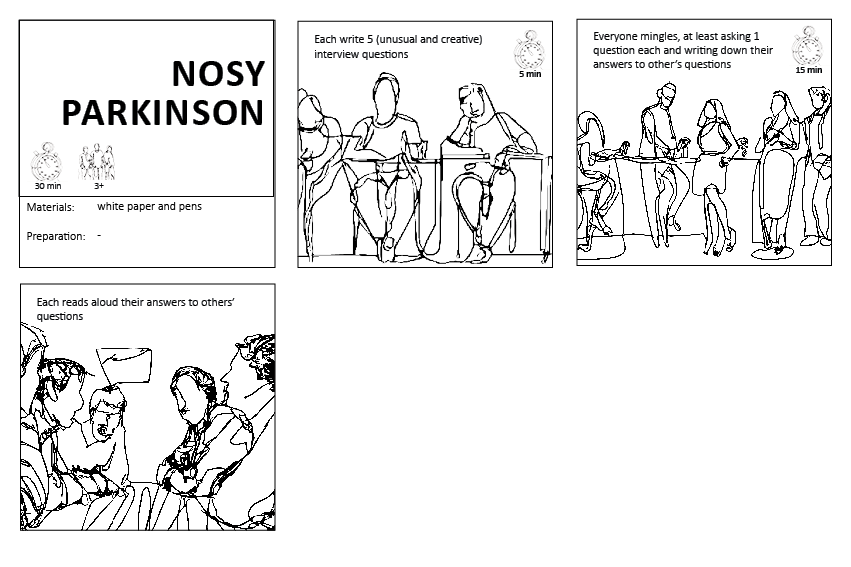 NOSY
PARKINSON
30 min
3+
Materials: white paper and pens
Preparation: -
Each write 5 (unusual and creative)
interview questions
5 min
Everyone mingles, at least asking 1
question each and writing down their
answers to other's questions
15 min
Each reads aloud their answers to others'
questions